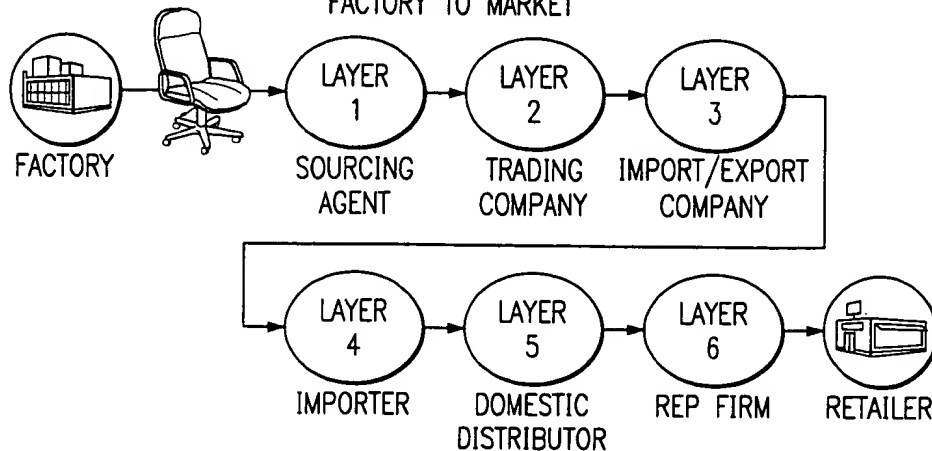 FACTORY TO MARKET
LAYER
1
LAYER
2
LAYER
3
FACTORY
SOURCING
AGENT
TRADING
COMPANY
IMPORT/EXPORT
COMPANY
LAYER
4
LAYER
5
LAYER
6
IMPORTER
DOMESTIC
DISTRIBUTOR
REP FIRM
RETAILER